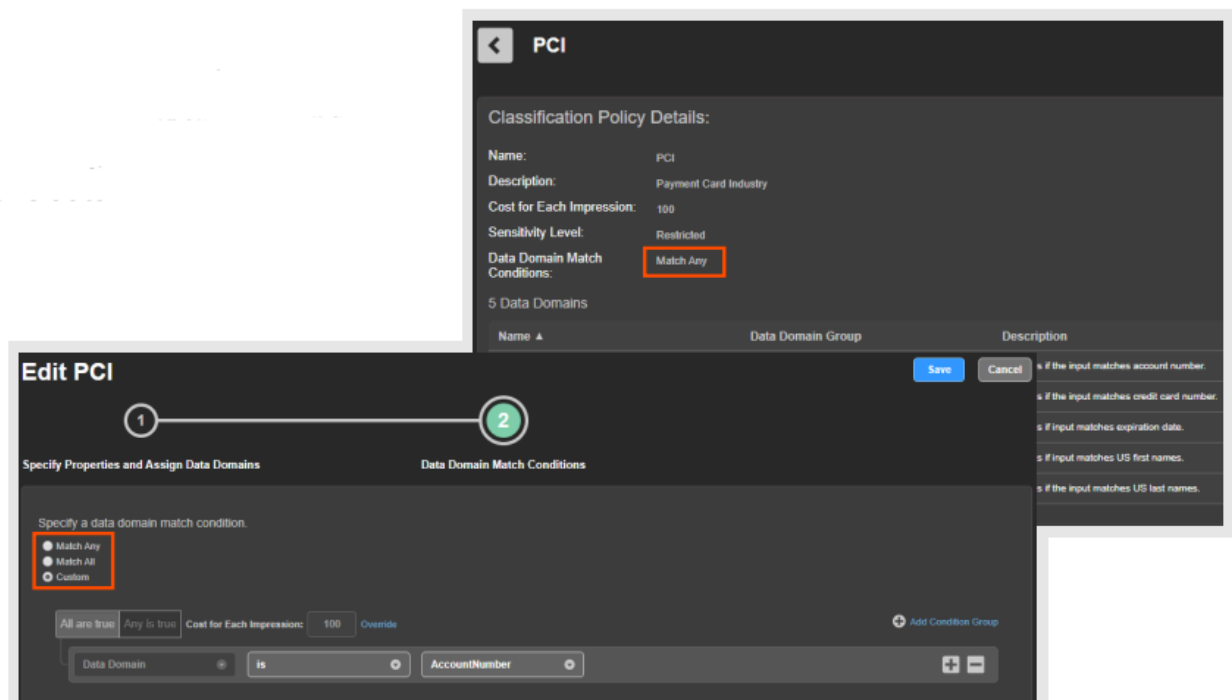 PCI
Classification Policy Details:
Name: PCI
Description: Payment Card Industry
Cost for Each Impression: 100
Sensitivity Level: Restricted
Data Domain Match Conditions: Match Any
5 Data Domains
Name ▲ Data Domain Group Description
s if the input matches account number.
s if the input matches credit card number.
s if input matches expiration date.
s if input matches US first names.
s if the input matches US last names.
Edit PCI Save Cancel
1 2
Specify Properties and Assign Data Domains Data Domain Match Conditions
Specify a data domain match condition.
Match Any
Match All
Custom
All are true Any is true Cost for Each Impression: 100 Override Add Condition Group
Data Domain is AccountNumber